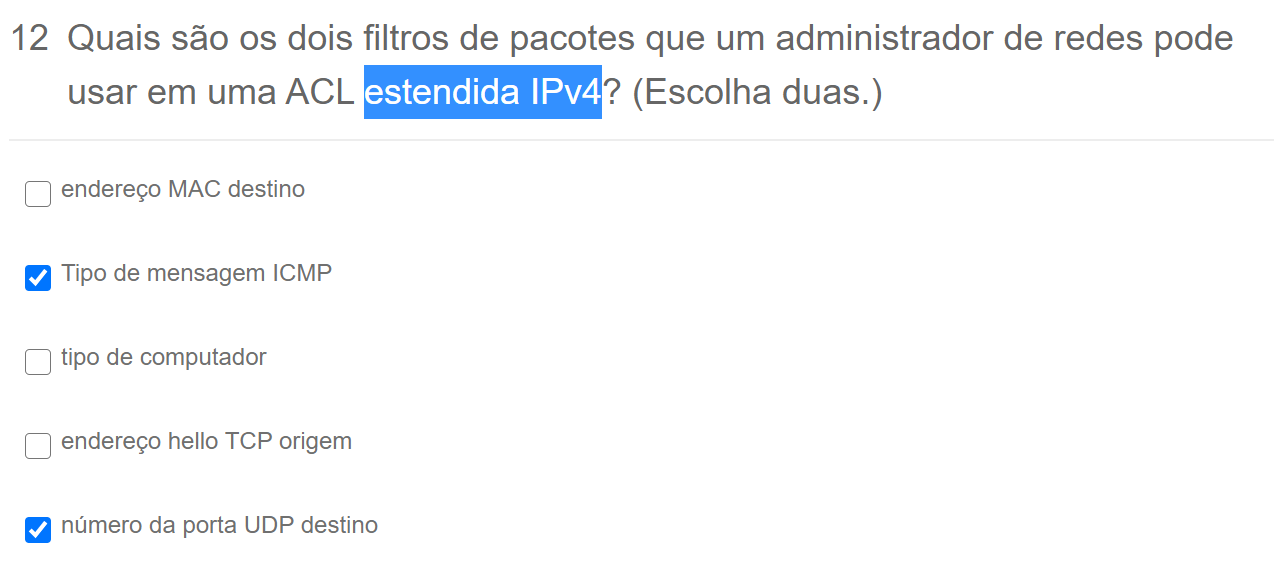 12 Quais são os dois filtros de pacotes que um administrador de redes pode
usar em uma ACL estendida IPv4? (Escolha duas.)
endereço MAC destino
Tipo de mensagem ICMP
tipo de computador
endereço hello TCP origem
número da porta UDP destino